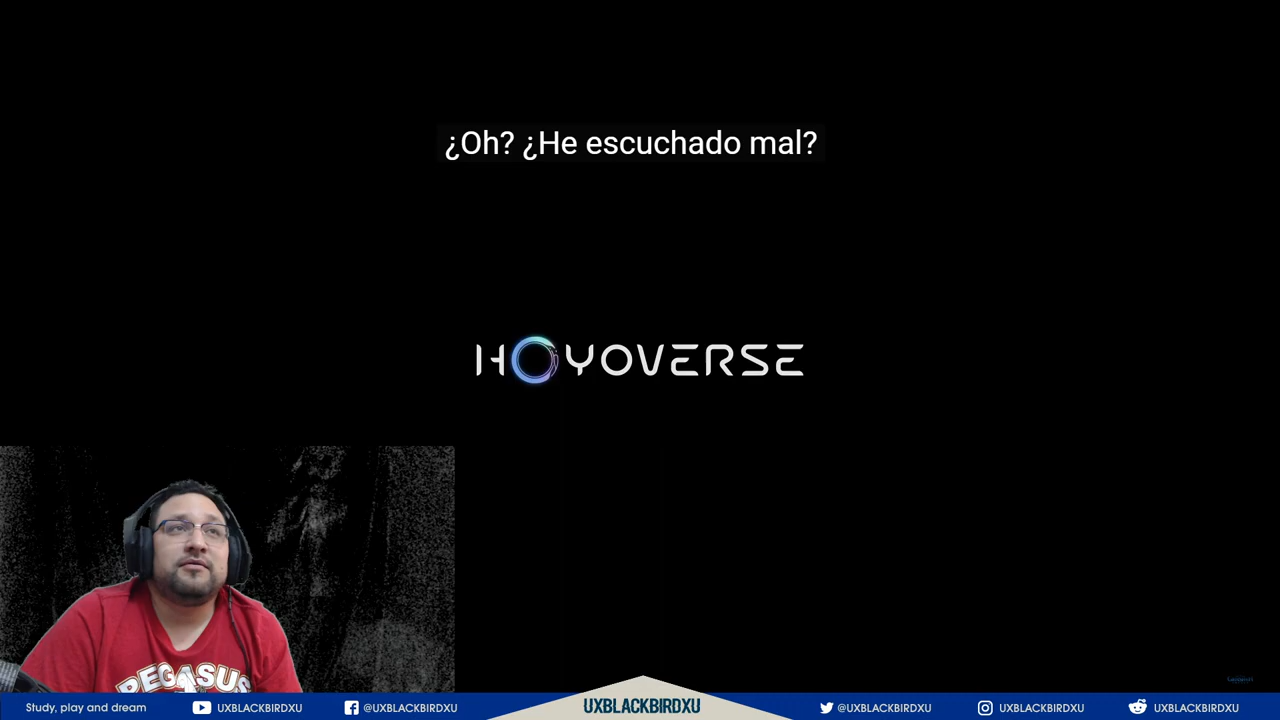 ¿Oh? ¿He escuchado mal?
HOYOVERSE
PEGASUS
Study, play and dream
UXBLACKBIRDXU
@UXBLACKBIRDXU
UXBLACKBIRDXU
@UXBLACKBIRDXU
UXBLACKBIRDXU
UXBLACKBIRDXU